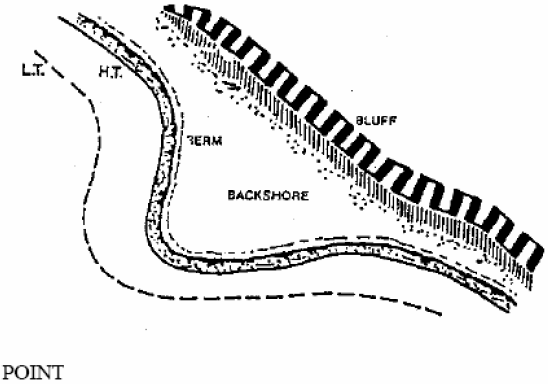 L.T.
H.T.
BLUFF
BERM
BACKSHORE
POINT